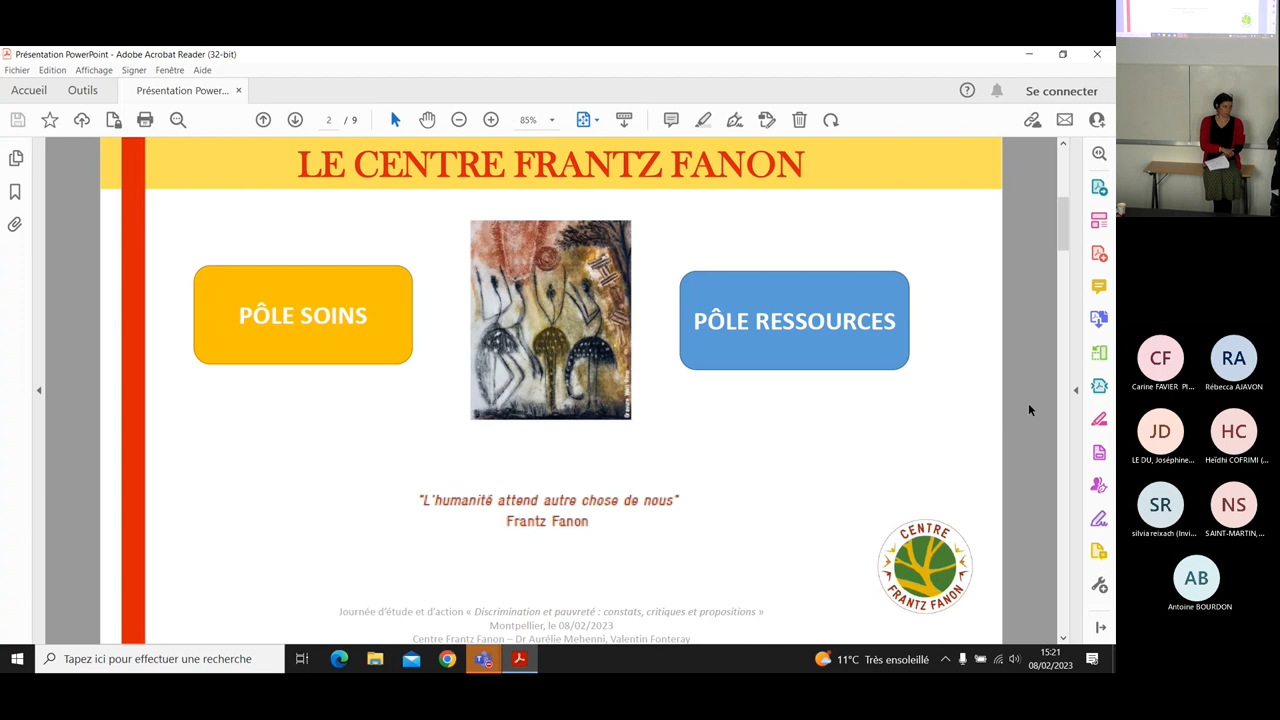 Présentation PowerPoint - Adobe Acrobat Reader (32-bit)
Fichier Edition Affichage Signer Fenêtre Aide
Accueil Outils Présentation Power... × Se connecter
2 / 9 85%
LE CENTRE FRANTZ FANON
PÔLE SOINS
PÔLE RESSOURCES
"L'humanité attend autre chose de nous"
Frantz Fanon
CENTRE
FRANTZ FANON
Journée d'étude et d'action « Discrimination et pauvreté : constats, critiques et propositions »
Montpellier, le 08/02/2023
Centre Frantz Fanon – Dr Aurélie Mehenni, Valentin Fonteray
Tapez ici pour effectuer une recherche
11°C Très ensoleillé
15:21
08/02/2023
CF RA
Carine FAVIER PI... Rébecca AJAVON
JD HC
LE DU, Joséphine... Heïdhi COFRIMI (...
SR NS
silvia reixach (Invi... SAINT-MARTIN,...
AB
Antoine BOURDON